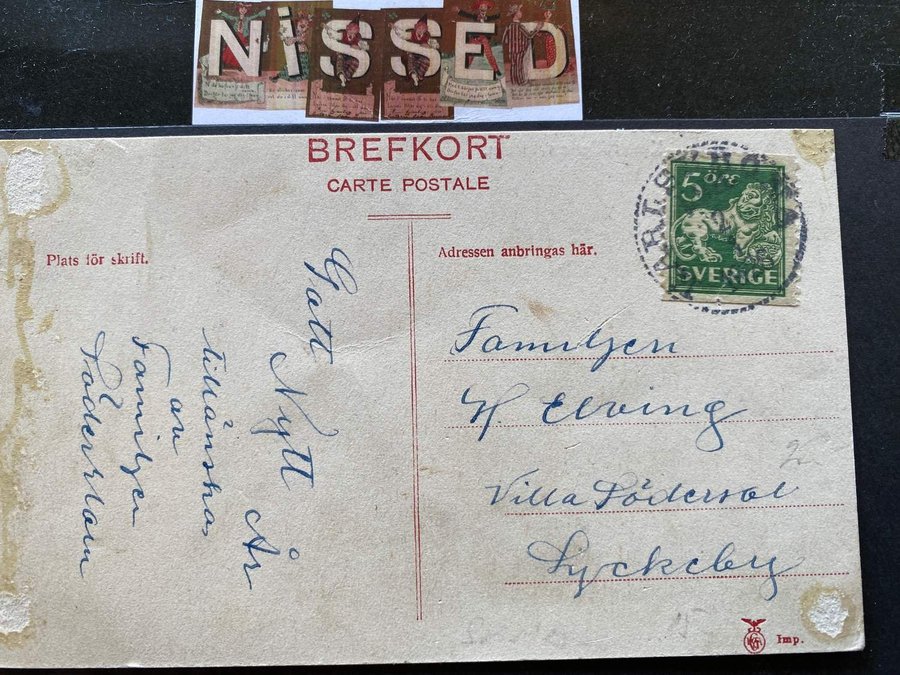 NISSED
BREFKORT
CARTE POSTALE
Plats för skrift.
Adressen anbringas här.
5 öre
SVERIGE
Gott Nytt År
tillönskas
av
Familjen
Söderblom
Familjen
H. Elving
Villa Södersol
Lyckeby
Imp.